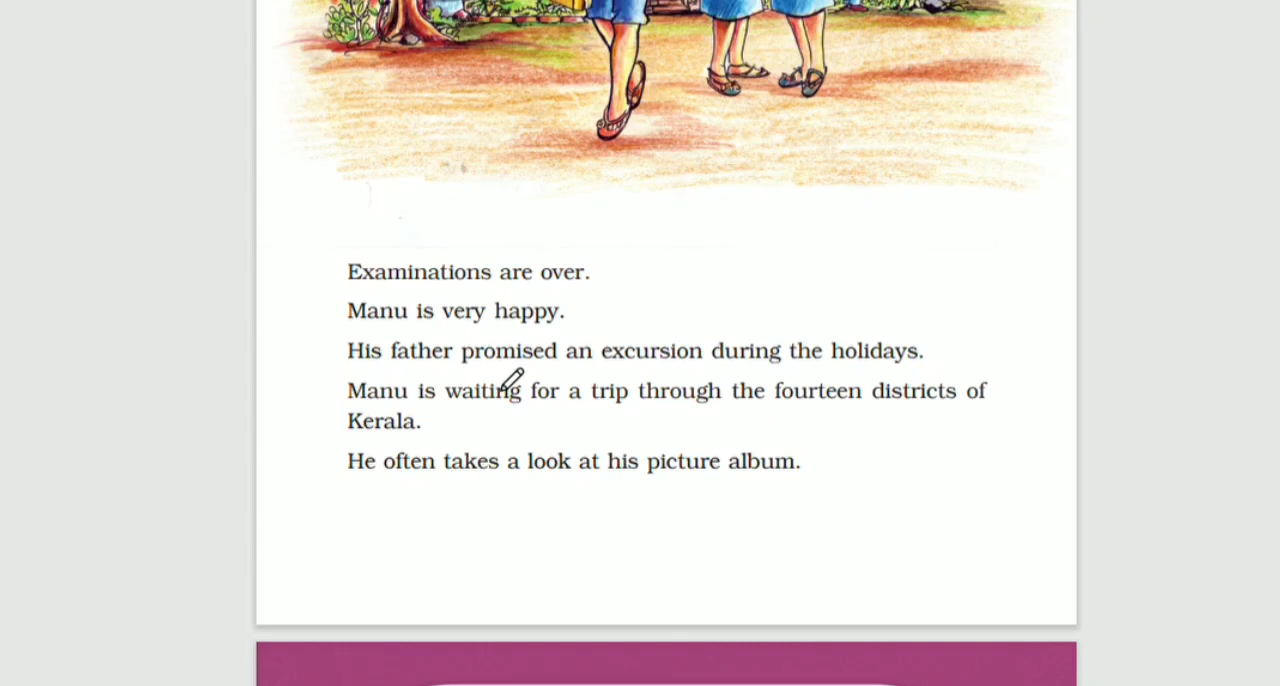 Examinations are over.
Manu is very happy.
His father promised an excursion during the holidays.
Manu is waiting for a trip through the fourteen districts of
Kerala.
He often takes a look at his picture album.